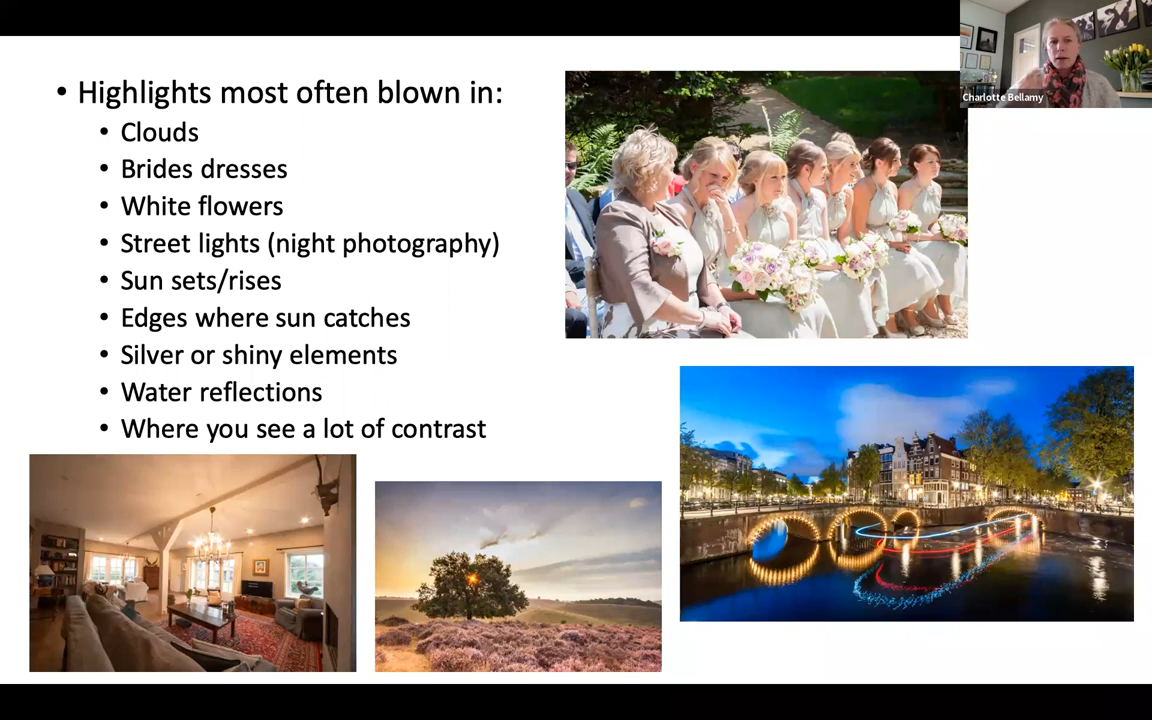 • Highlights most often blown in:
• Clouds
• Brides dresses
• White flowers
• Street lights (night photography)
• Sun sets/rises
• Edges where sun catches
• Silver or shiny elements
• Water reflections
• Where you see a lot of contrast
Charlotte Bellamy